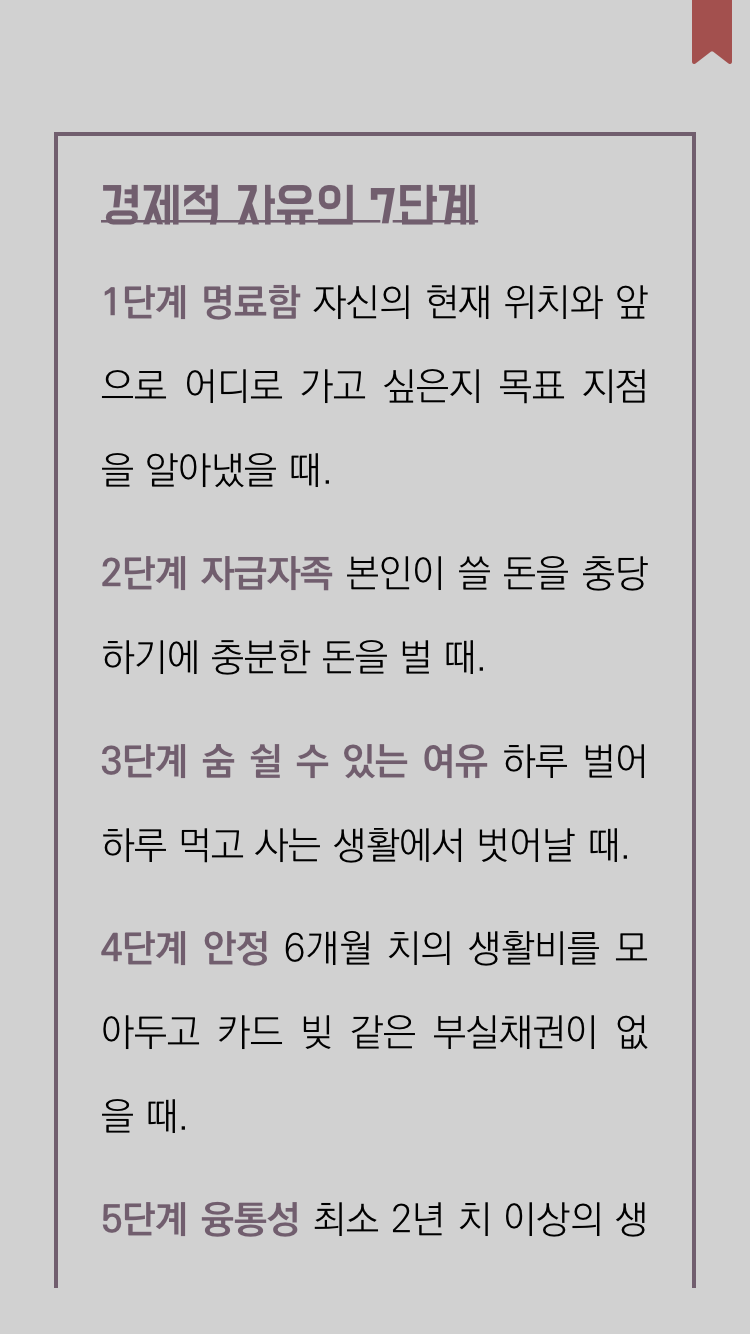 경제적 자유의 7단계
1단계 명료함 자신의 현재 위치와 앞
으로 어디로 가고 싶은지 목표 지점
을 알아냈을 때.
2단계 자급자족 본인이 쓸 돈을 충당
하기에 충분한 돈을 벌 때.
3단계 숨 쉴 수 있는 여유 하루 벌어
하루 먹고 사는 생활에서 벗어날 때.
4단계 안정 6개월 치의 생활비를 모
아두고 카드 빚 같은 부실채권이 없
을 때.
5단계 융통성 최소 2년 치 이상의 생